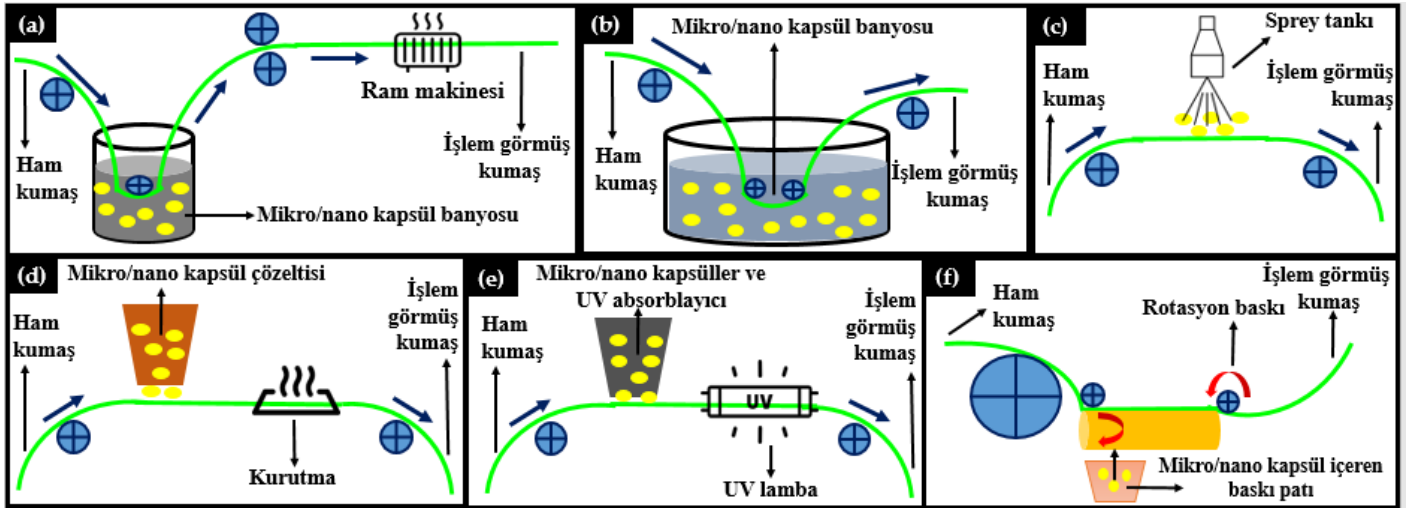 (a)
Ham
kumaş
Mikro/nano kapsül banyosu
Ram makinesi
İşlem görmüş
kumaş
(b)
Mikro/nano kapsül banyosu
Ham
kumaş
İşlem görmüş
kumaş
(c)
Sprey tankı
Ham
kumaş
İşlem görmüş
kumaş
(d)
Mikro/nano kapsül çözeltisi
Ham
kumaş
Kurutma
İşlem
görmüş
kumaş
(e)
Mikro/nano kapsüller ve
UV absorblayıcı
Ham
kumaş
UV
UV lamba
İşlem
görmüş
kumaş
(f)
Ham
kumaş
Rotasyon baskı
İşlem görmüş
kumaş
Mikro/nano kapsül içeren
baskı patı